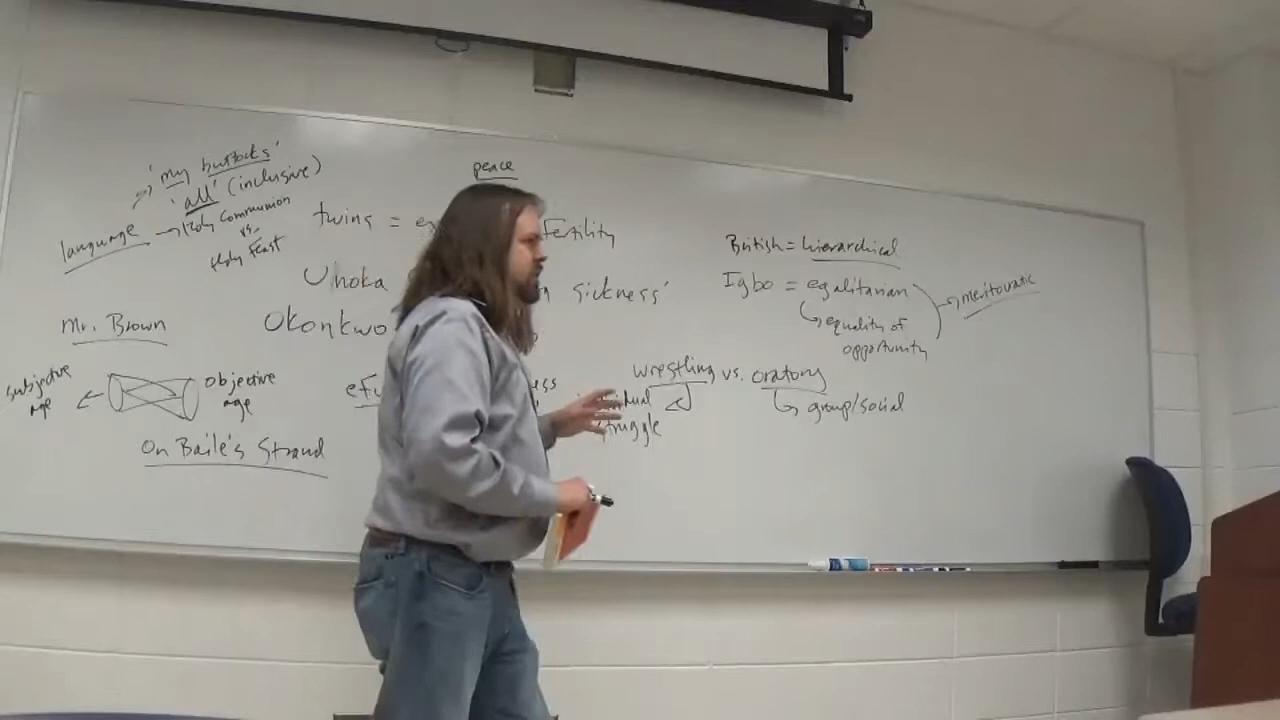 'my buttocks'
'all' (inclusive)
language → Holy Communion
vs.
Holy Feast
peace
twins = fertility
Unoka sickness'
Okonkwo
Mr. Brown
subjective
age
objective
age
On Baile's Strand
British = hierarchical
Igbo = egalitarian
equality of
opportunity
meritocratic
wrestling vs. oratory
struggle
group/social